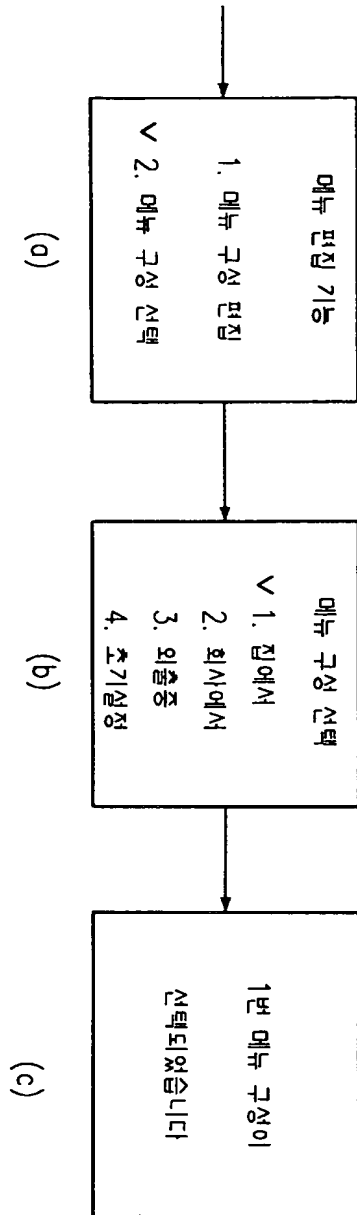 메뉴 편집 기능
1. 메뉴 구성 편집
∨ 2. 메뉴 구성 선택
(a)
메뉴 구성 선택
∨ 1. 집에서
2. 회사에서
3. 외출중
4. 초기설정
(b)
1번 메뉴 구성이
선택되었습니다
(c)